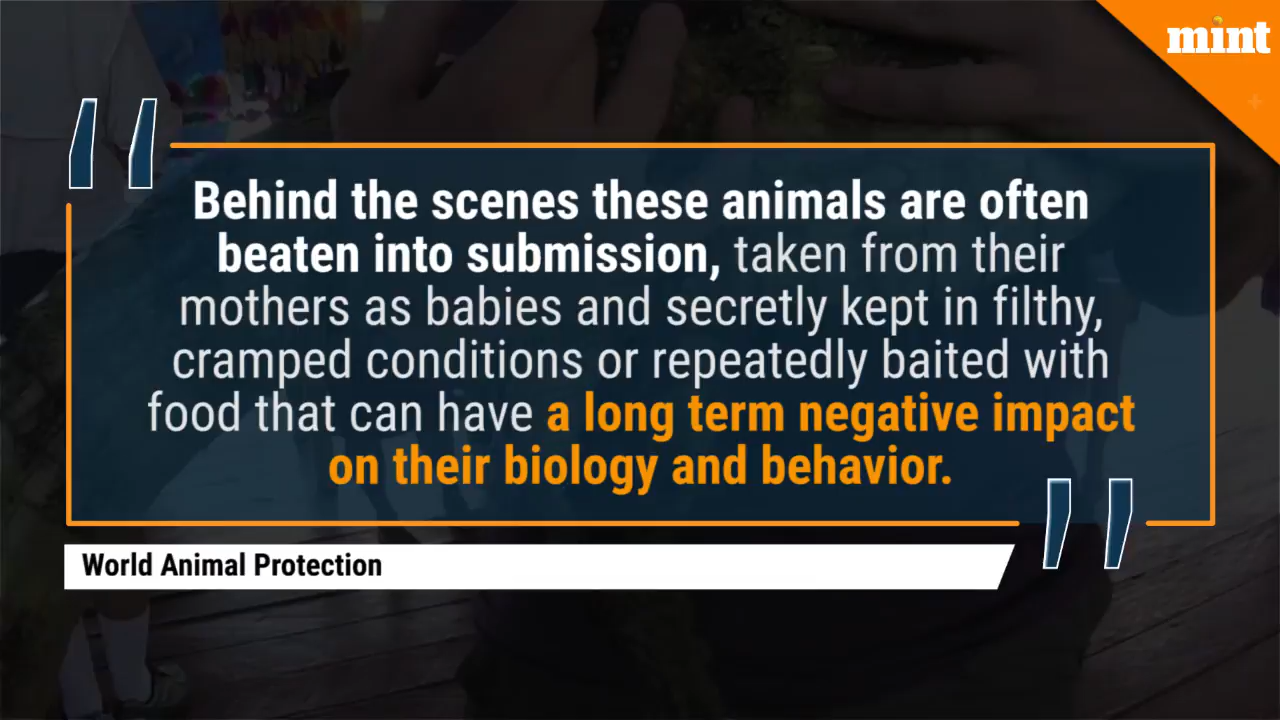 mint
Behind the scenes these animals are often
beaten into submission, taken from their
mothers as babies and secretly kept in filthy,
cramped conditions or repeatedly baited with
food that can have a long term negative impact
on their biology and behavior.
World Animal Protection